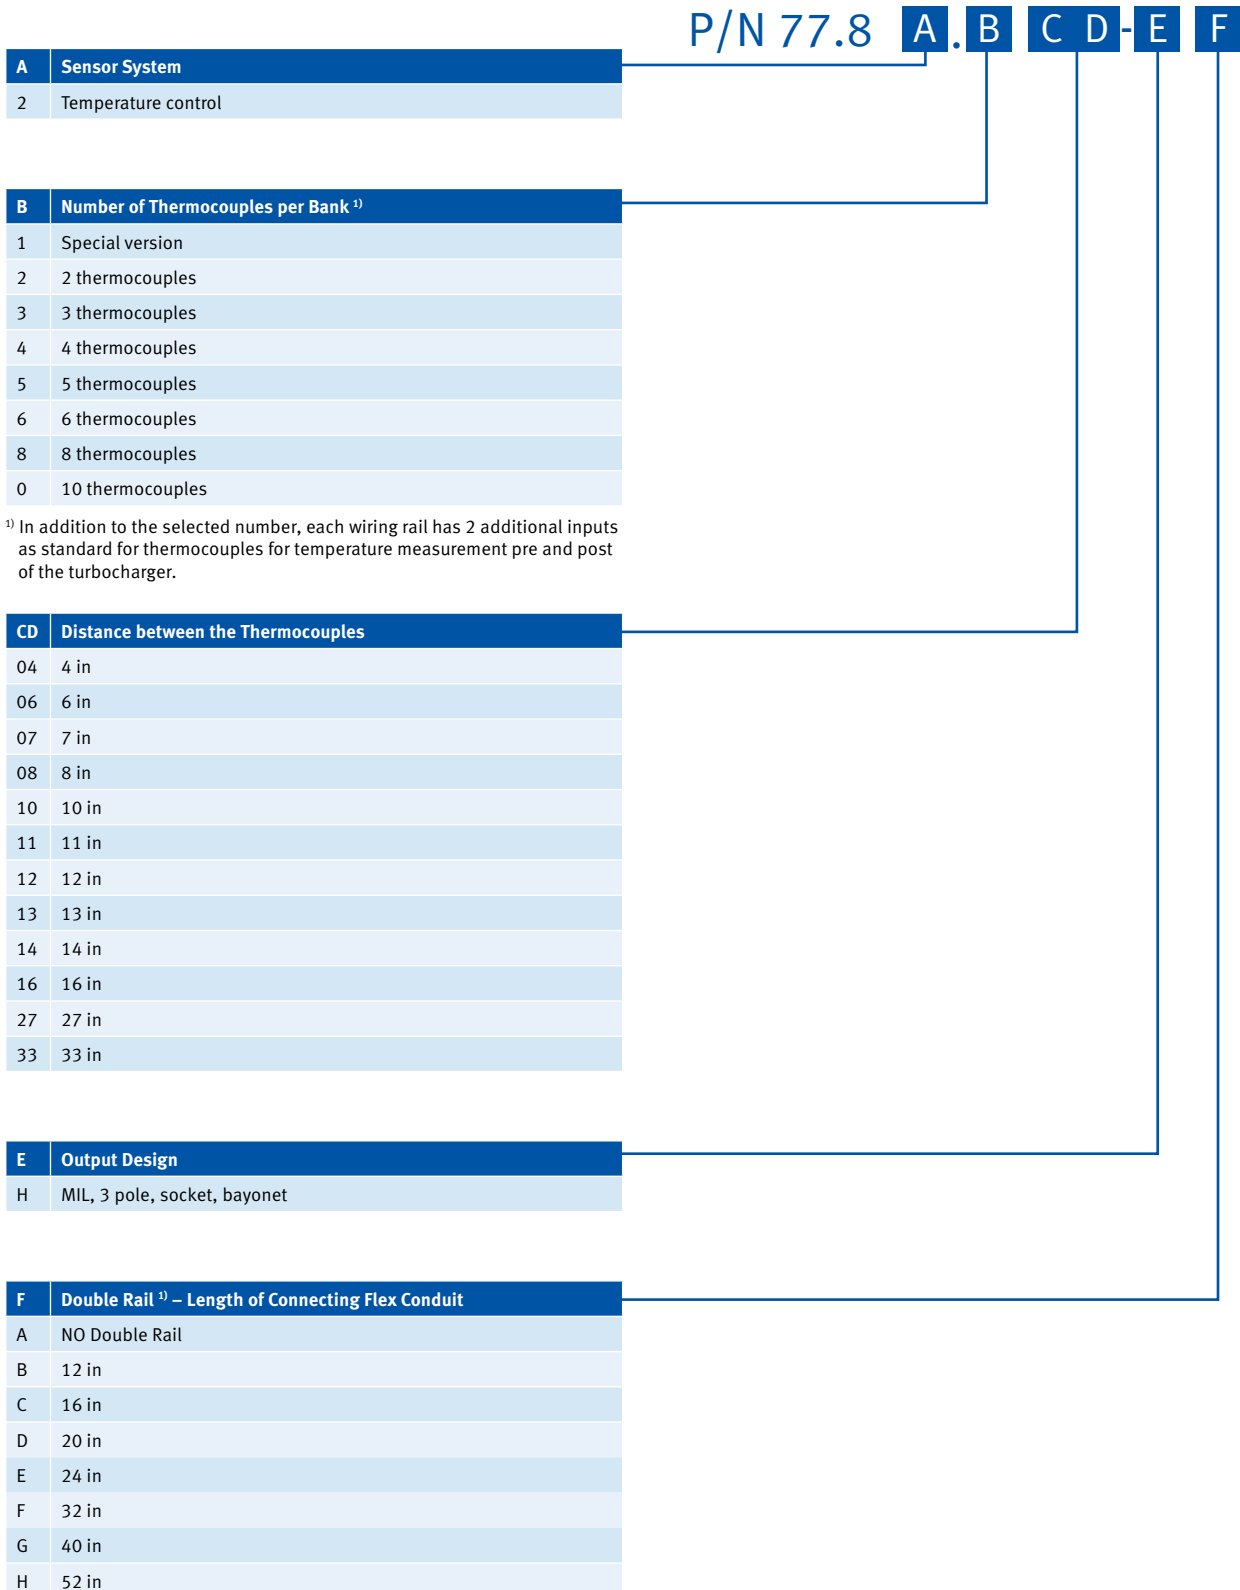 P/N 77.8 A . B C D - E F
A Sensor System
2 Temperature control
B Number of Thermocouples per Bank 1)
1 Special version
2 2 thermocouples
3 3 thermocouples
4 4 thermocouples
5 5 thermocouples
6 6 thermocouples
8 8 thermocouples
0 10 thermocouples
1) In addition to the selected number, each wiring rail has 2 additional inputs
as standard for thermocouples for temperature measurement pre and post
of the turbocharger.
CD Distance between the Thermocouples
04 4 in
06 6 in
07 7 in
08 8 in
10 10 in
11 11 in
12 12 in
13 13 in
14 14 in
16 16 in
27 27 in
33 33 in
E Output Design
H MIL, 3 pole, socket, bayonet
F Double Rail 1) – Length of Connecting Flex Conduit
A NO Double Rail
B 12 in
C 16 in
D 20 in
E 24 in
F 32 in
G 40 in
H 52 in